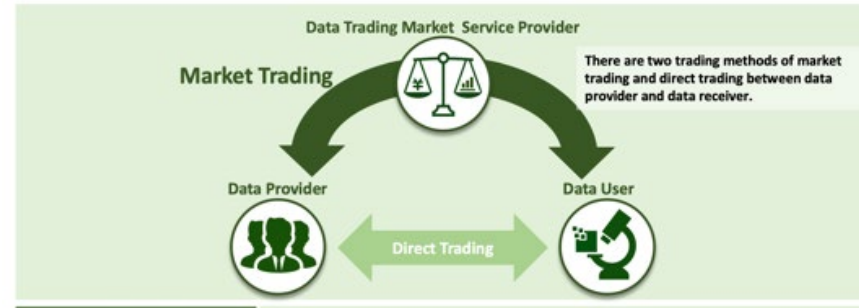 Data Trading Market Service Provider
Market Trading
There are two trading methods of market
trading and direct trading between data
provider and data receiver.
¥
Data Provider
Data User
Direct Trading